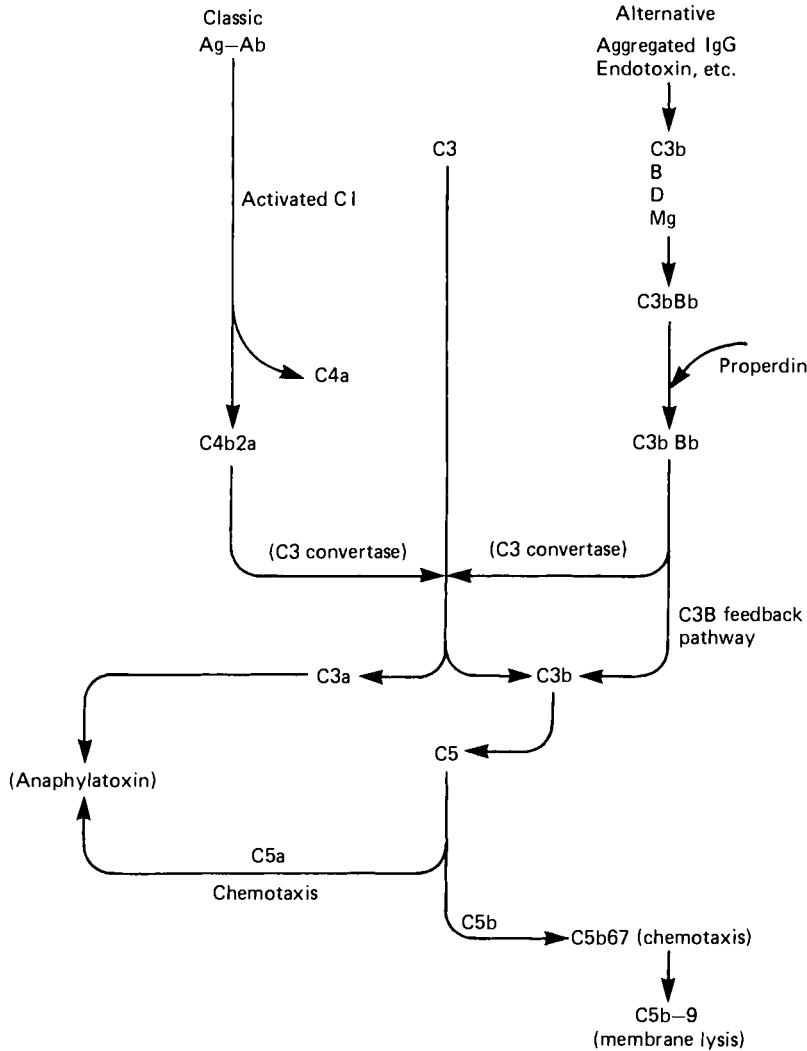 Classic
Ag–Ab
Alternative
Aggregated IgG
Endotoxin, etc.
C3
C3b
B
D
Mg
Activated C1
C3bBb
Properdin
C4a
C4b2a
C3b Bb
(C3 convertase)
(C3 convertase)
C3B feedback
pathway
C3a
C3b
C5
(Anaphylatoxin)
C5a
Chemotaxis
C5b
C5b67 (chemotaxis)
C5b–9
(membrane lysis)